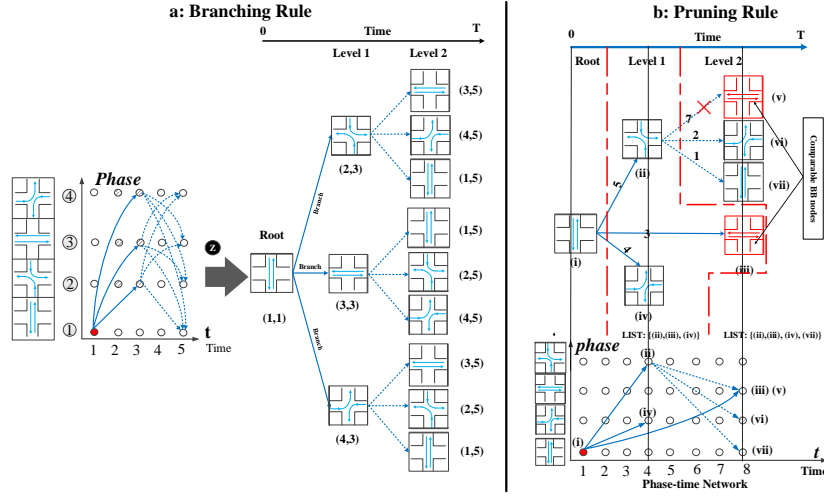 a: Branching Rule
0
Time
T
Level 1
Level 2
Phase
④
③
②
①
1 2 3 4 5
t
Time
Z
Root
(1,1)
Branch
Branch
Branch
(2,3)
(3,3)
(4,3)
(3,5)
(4,5)
(1,5)
(1,5)
(2,5)
(4,5)
(3,5)
(2,5)
(1,5)
b: Pruning Rule
0
Time
T
Root
Level 1
Level 2
(i)
(ii)
(iii)
(iv)
(v)
(vi)
(vii)
5
3
4
7
2
1
Comparable BB nodes
LIST: {(ii),(iii), (iv)}
LIST: {(ii),(iii), (iv), (vii)}
phase
(i)
(ii)
(iv)
(iii) (v)
(vi)
(vii)
1 2 3 4 5 6 7 8
t
Time
Phase-time Network